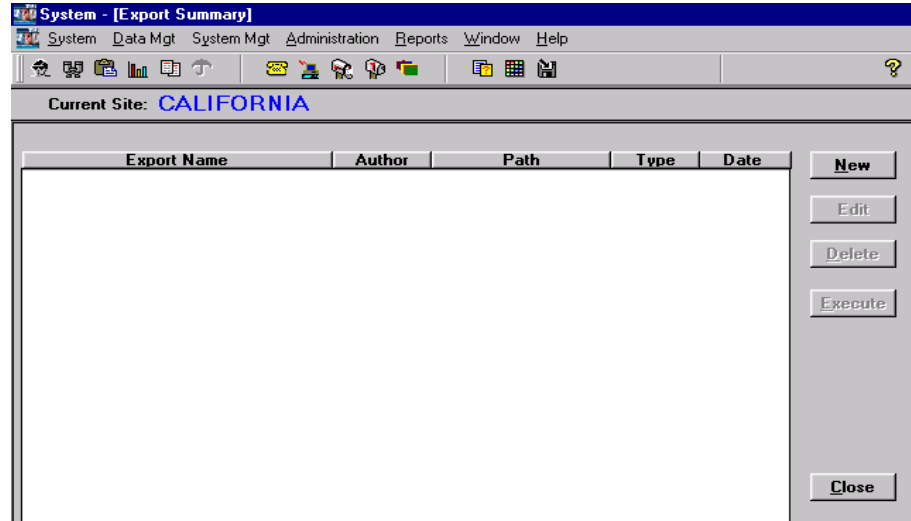 System - [Export Summary]
System Data Mgt System Mgt Administration Reports Window Help
Current Site: CALIFORNIA
Export Name Author Path Type Date
New
Edit
Delete
Execute
Close